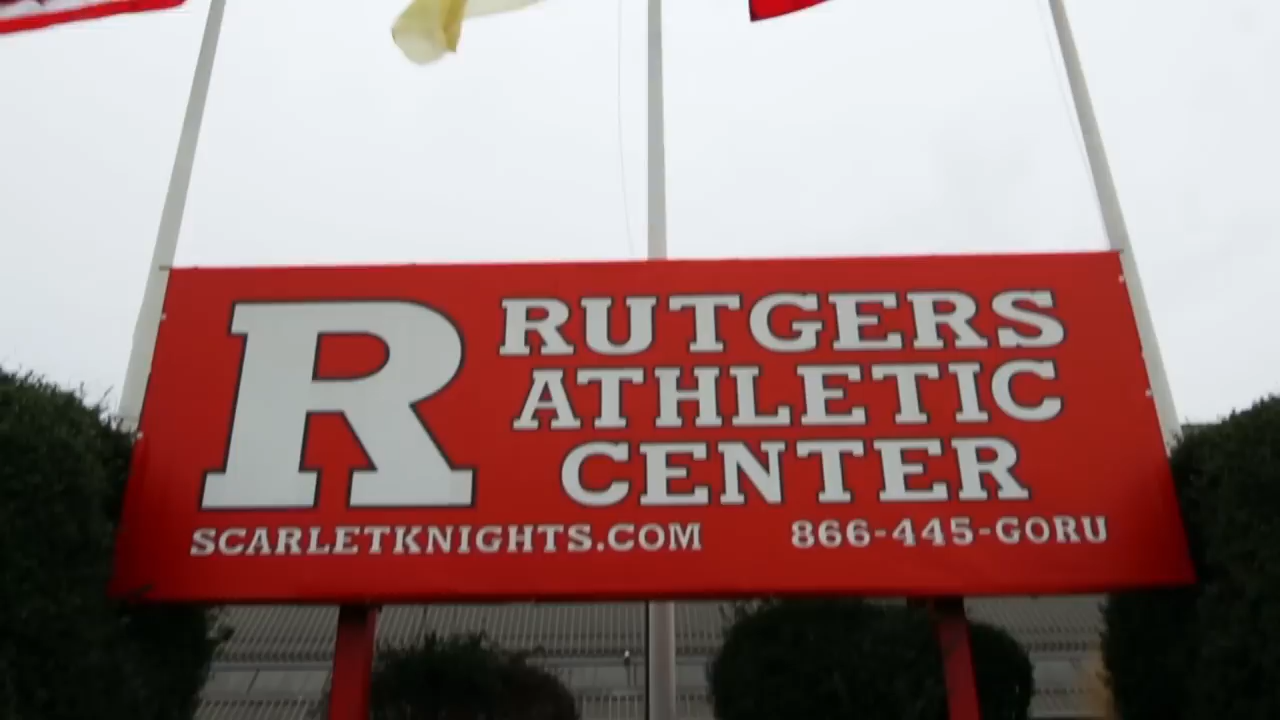 R
RUTGERS
ATHLETIC
CENTER
SCARLETKNIGHTS.COM
866-445-GORU